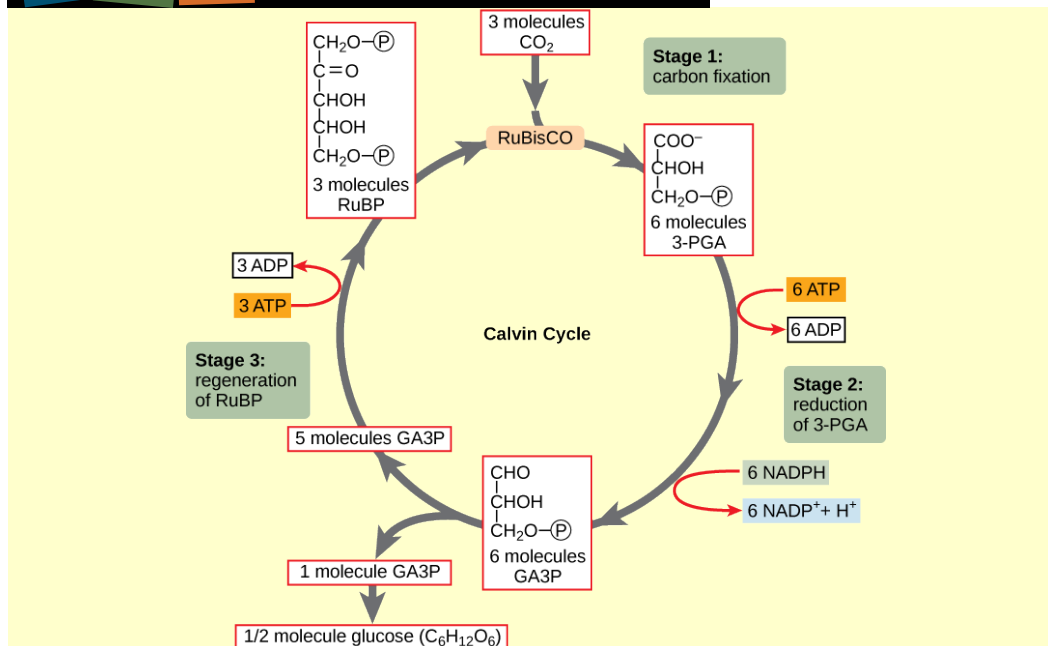 3 molecules
CO₂
Stage 1:
carbon fixation
CH₂O–Ⓟ
C=O
CHOH
CHOH
CH₂O–Ⓟ
3 molecules
RuBP
RuBisCO
COO⁻
CHOH
CH₂O–Ⓟ
6 molecules
3-PGA
3 ADP
3 ATP
6 ATP
6 ADP
Calvin Cycle
Stage 3:
regeneration
of RuBP
Stage 2:
reduction
of 3-PGA
5 molecules GA3P
CHO
CHOH
CH₂O–Ⓟ
6 molecules
GA3P
6 NADPH
6 NADP⁺+ H⁺
1 molecule GA3P
1/2 molecule glucose (C₆H₁₂O₆)